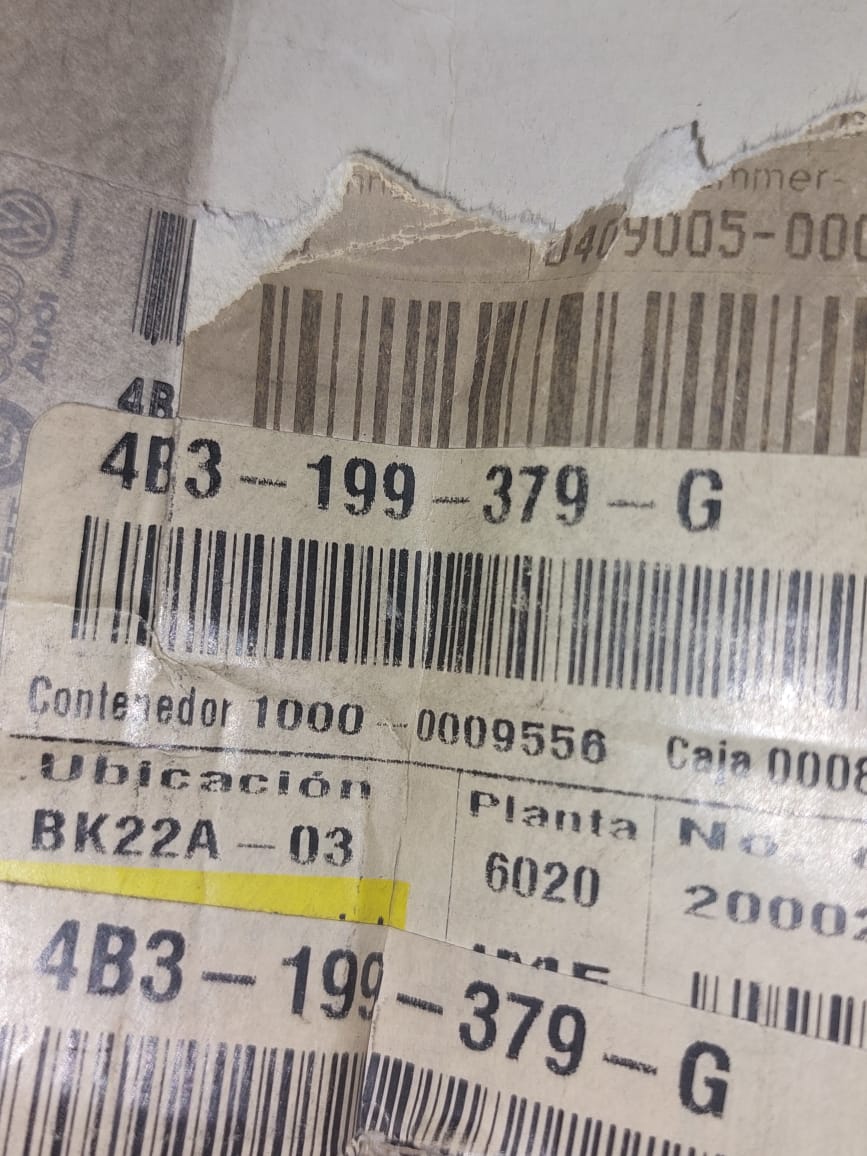 AUDI
0409005-000
4B
4B3-199-379-G
Contenedor 1000-0009556 Caja 0008
Ubicación Planta No.
BK22A-03 6020 20002
4B3-199-379-G